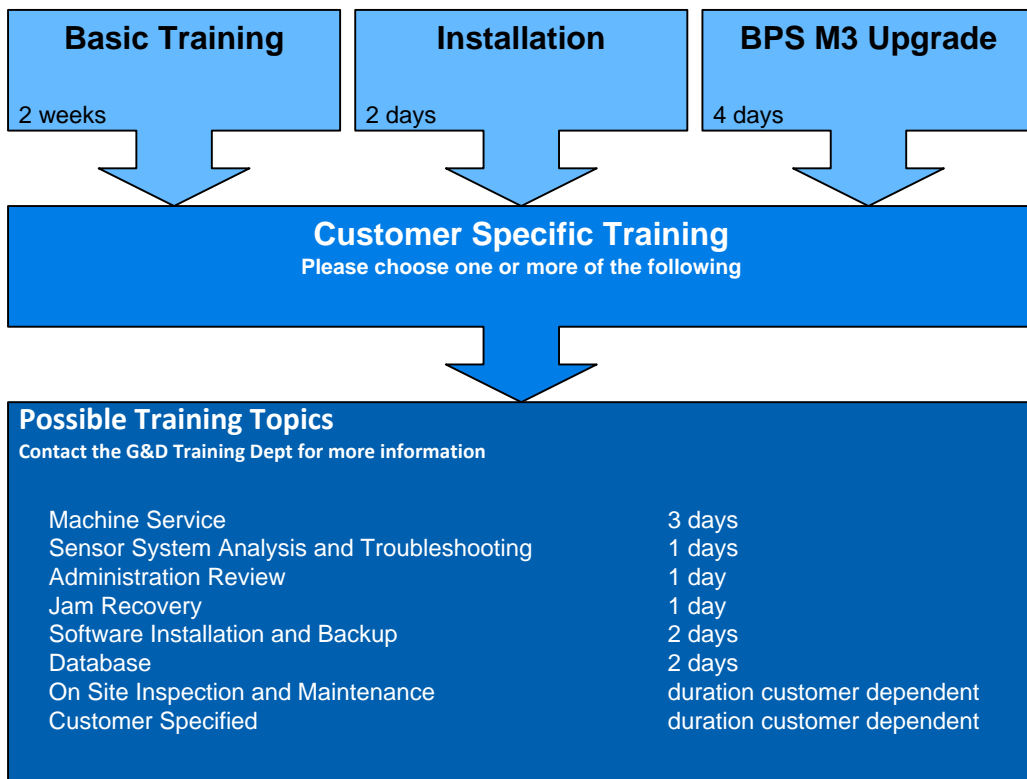 Basic Training
2 weeks
Installation
2 days
BPS M3 Upgrade
4 days
Customer Specific Training
Please choose one or more of the following
Possible Training Topics
Contact the G&D Training Dept for more information
Machine Service 3 days
Sensor System Analysis and Troubleshooting 1 days
Administration Review 1 day
Jam Recovery 1 day
Software Installation and Backup 2 days
Database 2 days
On Site Inspection and Maintenance duration customer dependent
Customer Specified duration customer dependent